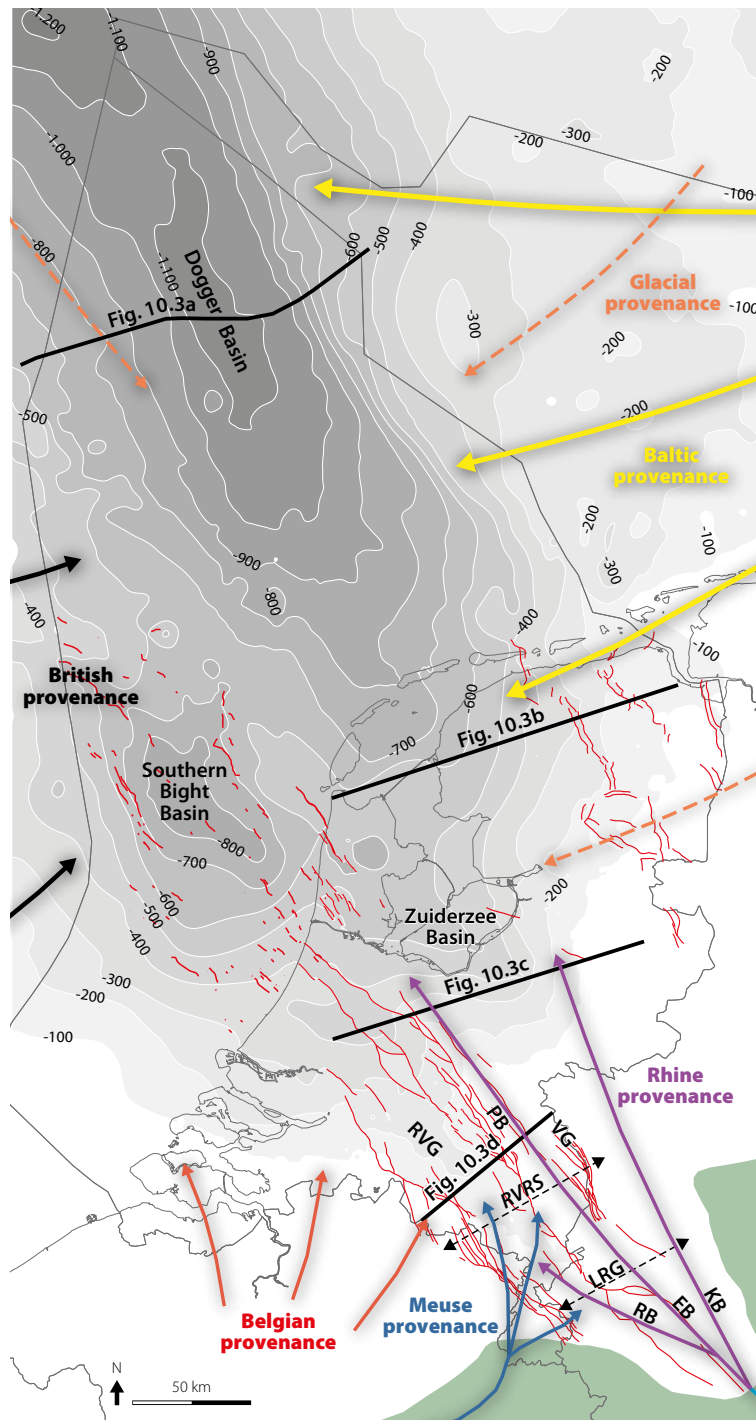 -1.200
-1.100
-900
-600
-400
-200
-200
-300
-100
-1.000
-800
-600
-500
-400
Glacial
provenance
-100
Dogger
Basin
-1.100
Fig. 10.3a
-300
-200
-500
-200
Baltic
provenance
-900
-800
-200
-300
-100
-400
-400
-100
British
provenance
-600
-700
Fig. 10.3b
Southern
Bight
Basin
-800
-700
-600
-500
-400
-200
Zuiderzee
Basin
-300
-200
-100
Fig. 10.3c
Rhine
provenance
PB
VG
RVG
Fig. 10.3d
RVRS
LRG
KB
EB
RB
Belgian
provenance
Meuse
provenance
N
50 km